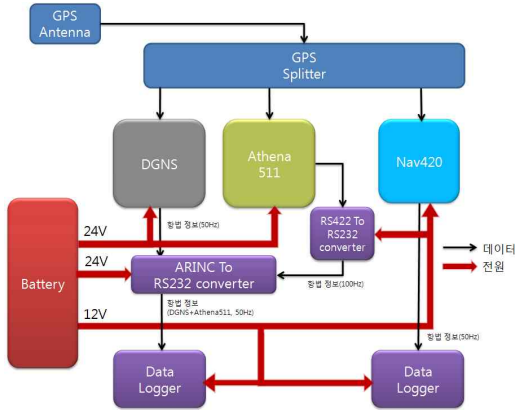 GPS
Antenna
GPS
Splitter
DGNS
Athena
511
Nav420
항법 정보(50Hz)
RS422 To
RS232
converter
24V
24V
Battery
ARINC To
RS232 converter
항법 정보(100Hz)
데이터
전원
12V
항법 정보
(DGNS+Athena511, 50Hz)
항법 정보(50Hz)
Data
Logger
Data
Logger